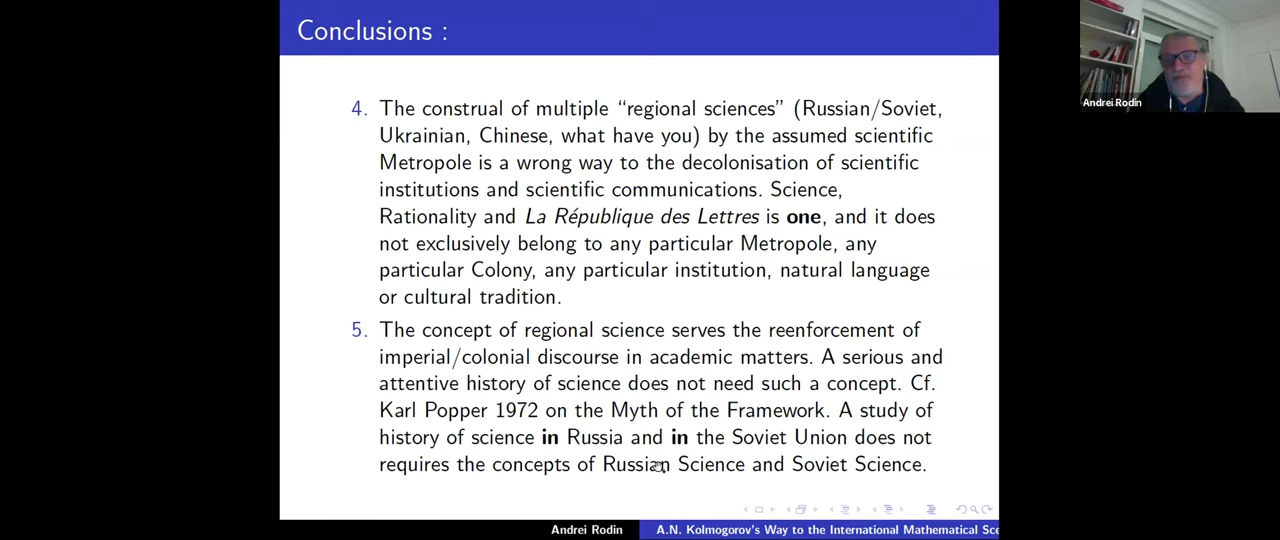 Conclusions :
4. The construal of multiple “regional sciences” (Russian/Soviet,
Ukrainian, Chinese, what have you) by the assumed scientific
Metropole is a wrong way to the decolonisation of scientific
institutions and scientific communications. Science,
Rationality and La République des Lettres is one, and it does
not exclusively belong to any particular Metropole, any
particular Colony, any particular institution, natural language
or cultural tradition.
5. The concept of regional science serves the reenforcement of
imperial/colonial discourse in academic matters. A serious and
attentive history of science does not need such a concept. Cf.
Karl Popper 1972 on the Myth of the Framework. A study of
history of science in Russia and in the Soviet Union does not
requires the concepts of Russian Science and Soviet Science.
Andrei Rodin
A.N. Kolmogorov's Way to the International Mathematical Sce
Andrei Rodin